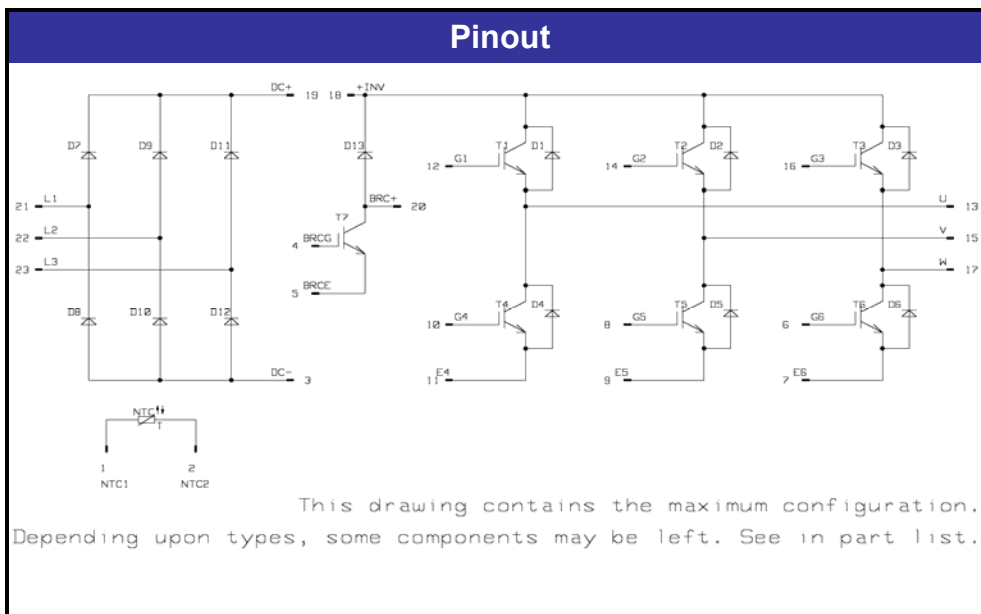 Pinout
DC+ 19 18 +INV
D7 D9 D11 D13 T1 D1 T2 D2 T3 D3
12 G1 14 G2 16 G3
21 L1 BRC+ 20 U 13
22 L2 T7 4 BRCG V 15
23 L3 W 17
5 BRCE
D8 D10 D12 T4 D4 T5 D5 T6 D6
10 G4 8 G5 6 G6
DC- 3 11 E4 9 E5 7 E6
NTC T
1 2
NTC1 NTC2
This drawing contains the maximum configuration.
Depending upon types, some components may be left. See in part list.